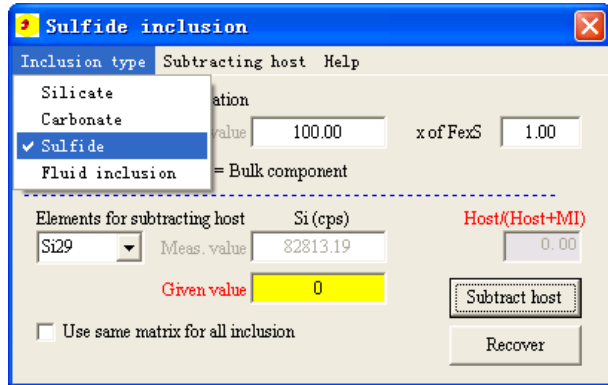 Sulfide inclusion
Inclusion type Subtracting host Help
Silicate
Carbonate
Sulfide
Fluid inclusion
ation
value 100.00 x of FexS 1.00
= Bulk component
Elements for subtracting host Si (cps) Host/(Host+MI)
Si29 Meas. value 82813.19 0.00
Given value 0 Subtract host
Use same matrix for all inclusion
Recover